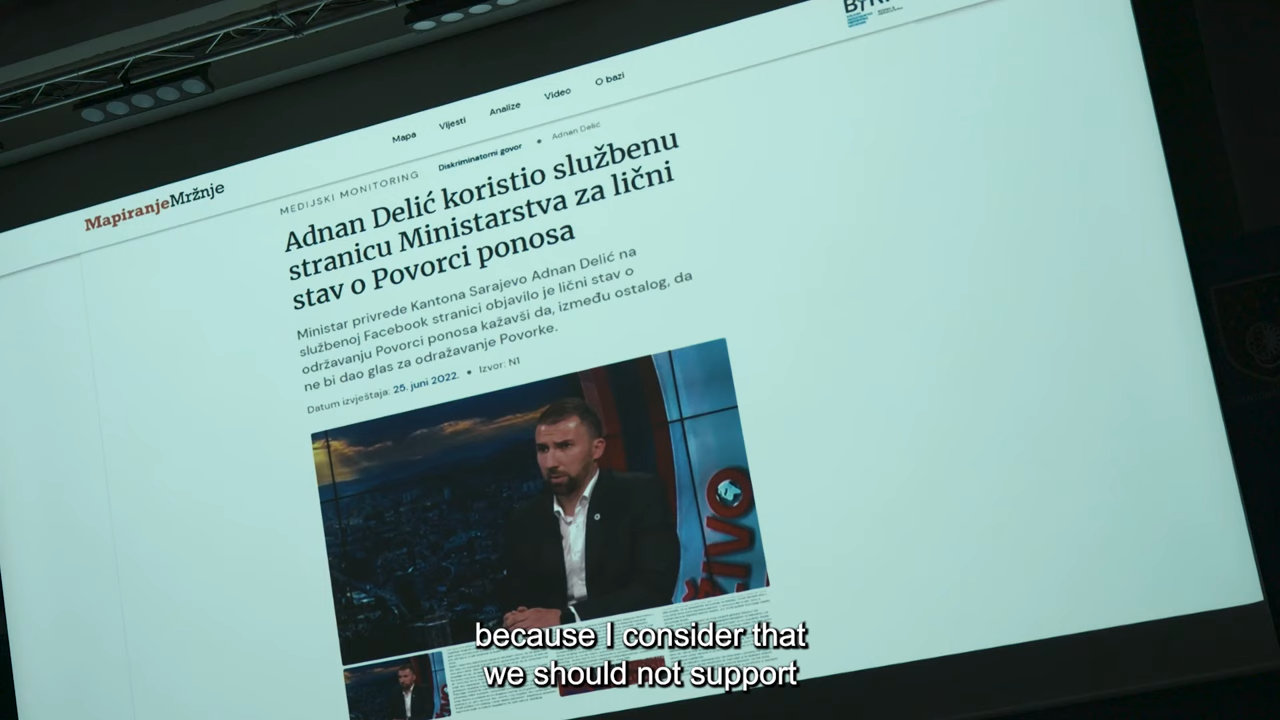 BIRN
Mapa Vijesti Analize Video O bazi
MapiranjeMržnje
MEDIJSKI MONITORING Diskriminatorni govor • Adnan Delić
Adnan Delić koristio službenu
stranicu Ministarstva za lični
stav o Povorci ponosa
Ministar privrede Kantona Sarajevo Adnan Delić na
službenoj Facebook stranici objavilo je lični stav o
održavanju Povorci ponosa kažavši da, između ostalog, da
ne bi dao glas za odražavanje Povorke.
Datum izvještaja: 25. juni 2022. • Izvor: N1
ŽIVO
because I consider that
we should not support